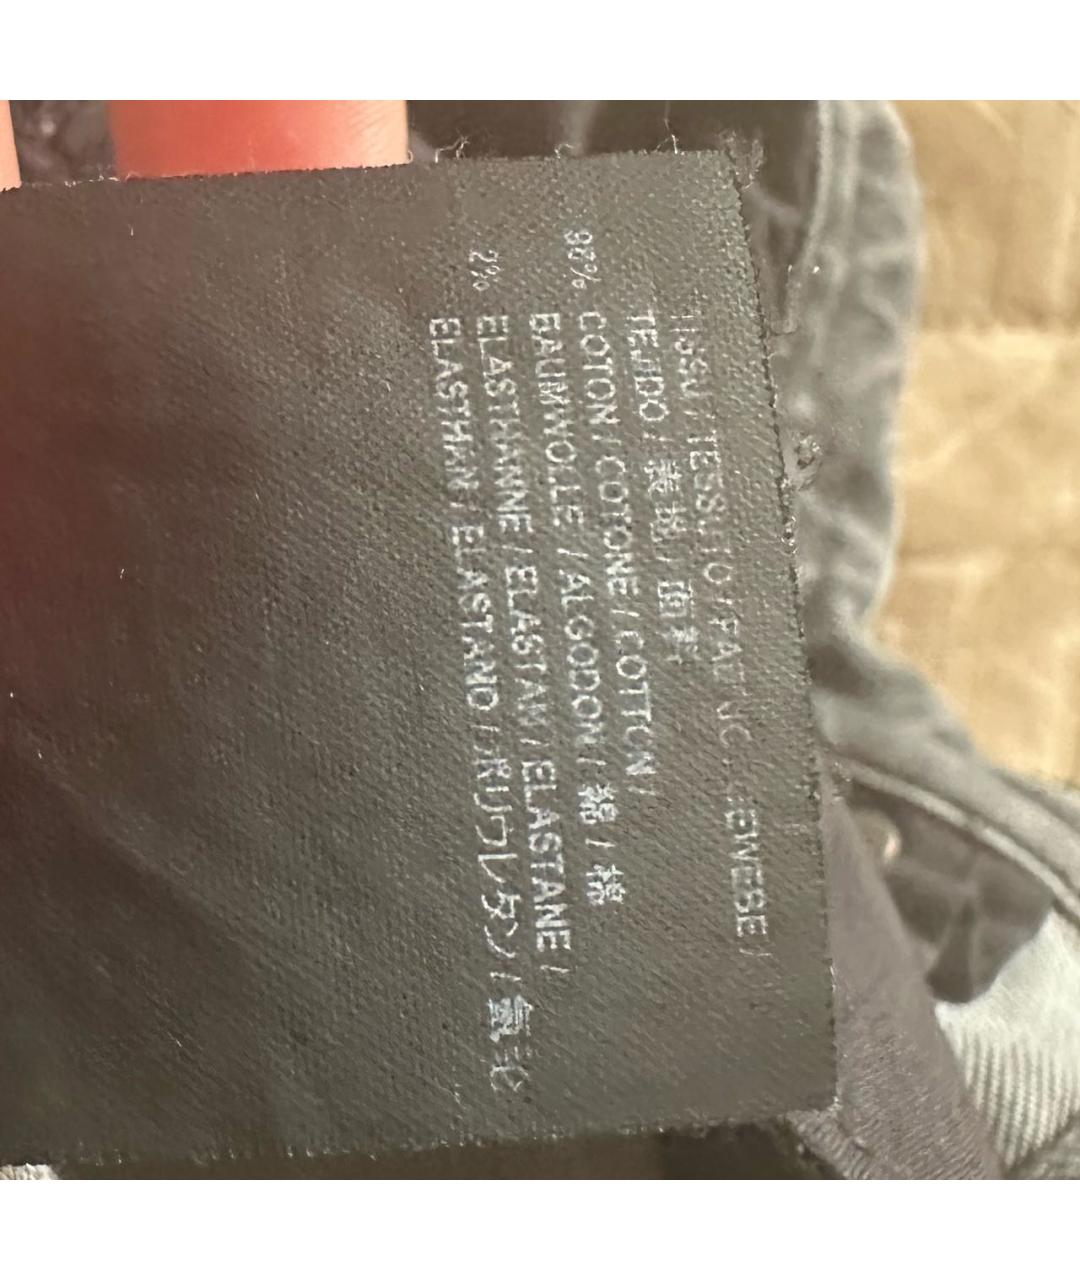 TISSU / TESSUTO / FABRIC / GEWEBE /
TEJIDO / 表地 / 面料
98% COTON / COTONE / COTTON /
BAUMWOLLE / ALGODON / 綿 / 棉
2% ELASTHANNE / ELASTAN / ELASTANE /
ELASTHAN / ELASTANO / ポリウレタン / 氨纶